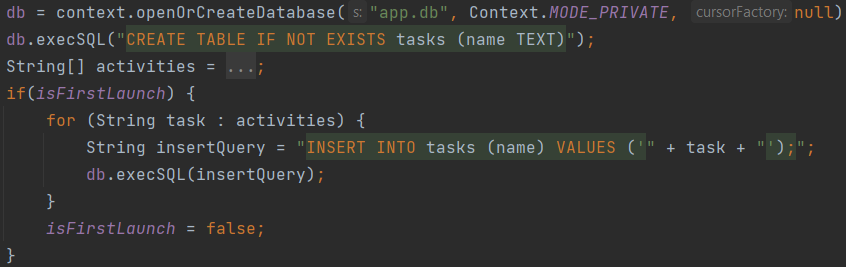 db = context.openOrCreateDatabase( s: "app.db", Context.MODE_PRIVATE, cursorFactory: null)
db.execSQL("CREATE TABLE IF NOT EXISTS tasks (name TEXT)");
String[] activities = ...;
if(isFirstLaunch) {
    for (String task : activities) {
        String insertQuery = "INSERT INTO tasks (name) VALUES ('" + task + "');";
        db.execSQL(insertQuery);
    }
    isFirstLaunch = false;
}